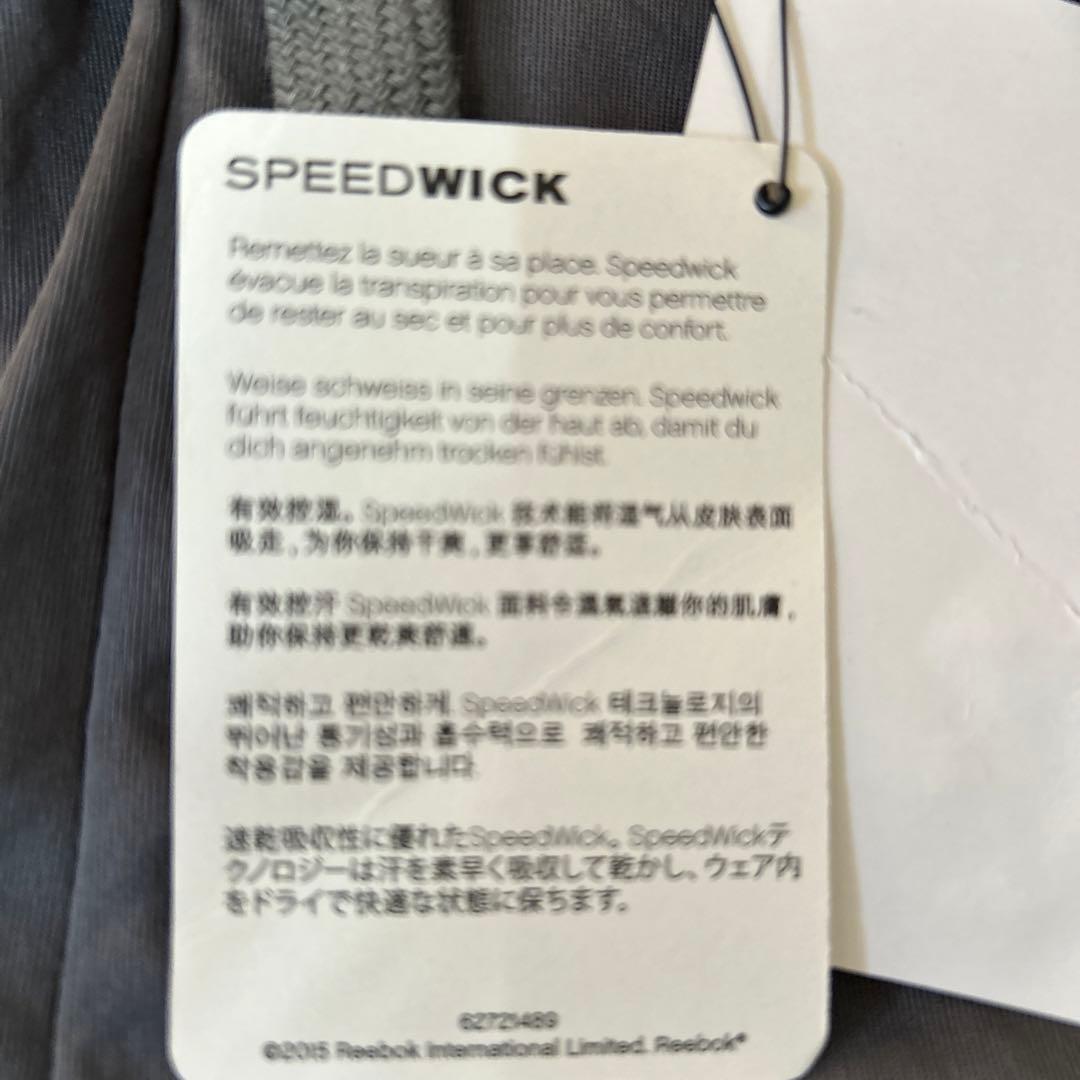 SPEEDWICK
Remettez la sueur à sa place. Speedwick
évacue la transpiration pour vous permettre
de rester au sec et pour plus de confort.
Weise schweiss in seine grenzen. Speedwick
führt feuchtigkeit von der haut ab, damit du
dich angenehm trocken fühlst.
有效控湿。SpeedWick 技术能将湿气从皮肤表面
吸走，为你保持干爽，更享舒适。
有效控汗 SpeedWick 面料令濕氣遠離你的肌膚，
助你保持更乾爽舒適。
쾌적하고 편안하게. SpeedWick 테크놀로지의
뛰어난 통기성과 흡수력으로 쾌적하고 편안한
착용감을 제공합니다.
速乾吸収性に優れたSpeedWick。SpeedWickテ
クノロジーは汗を素早く吸収して乾かし、ウェア内
をドライで快適な状態に保ちます。
62721489
©2015 Reebok International Limited. Reebok®